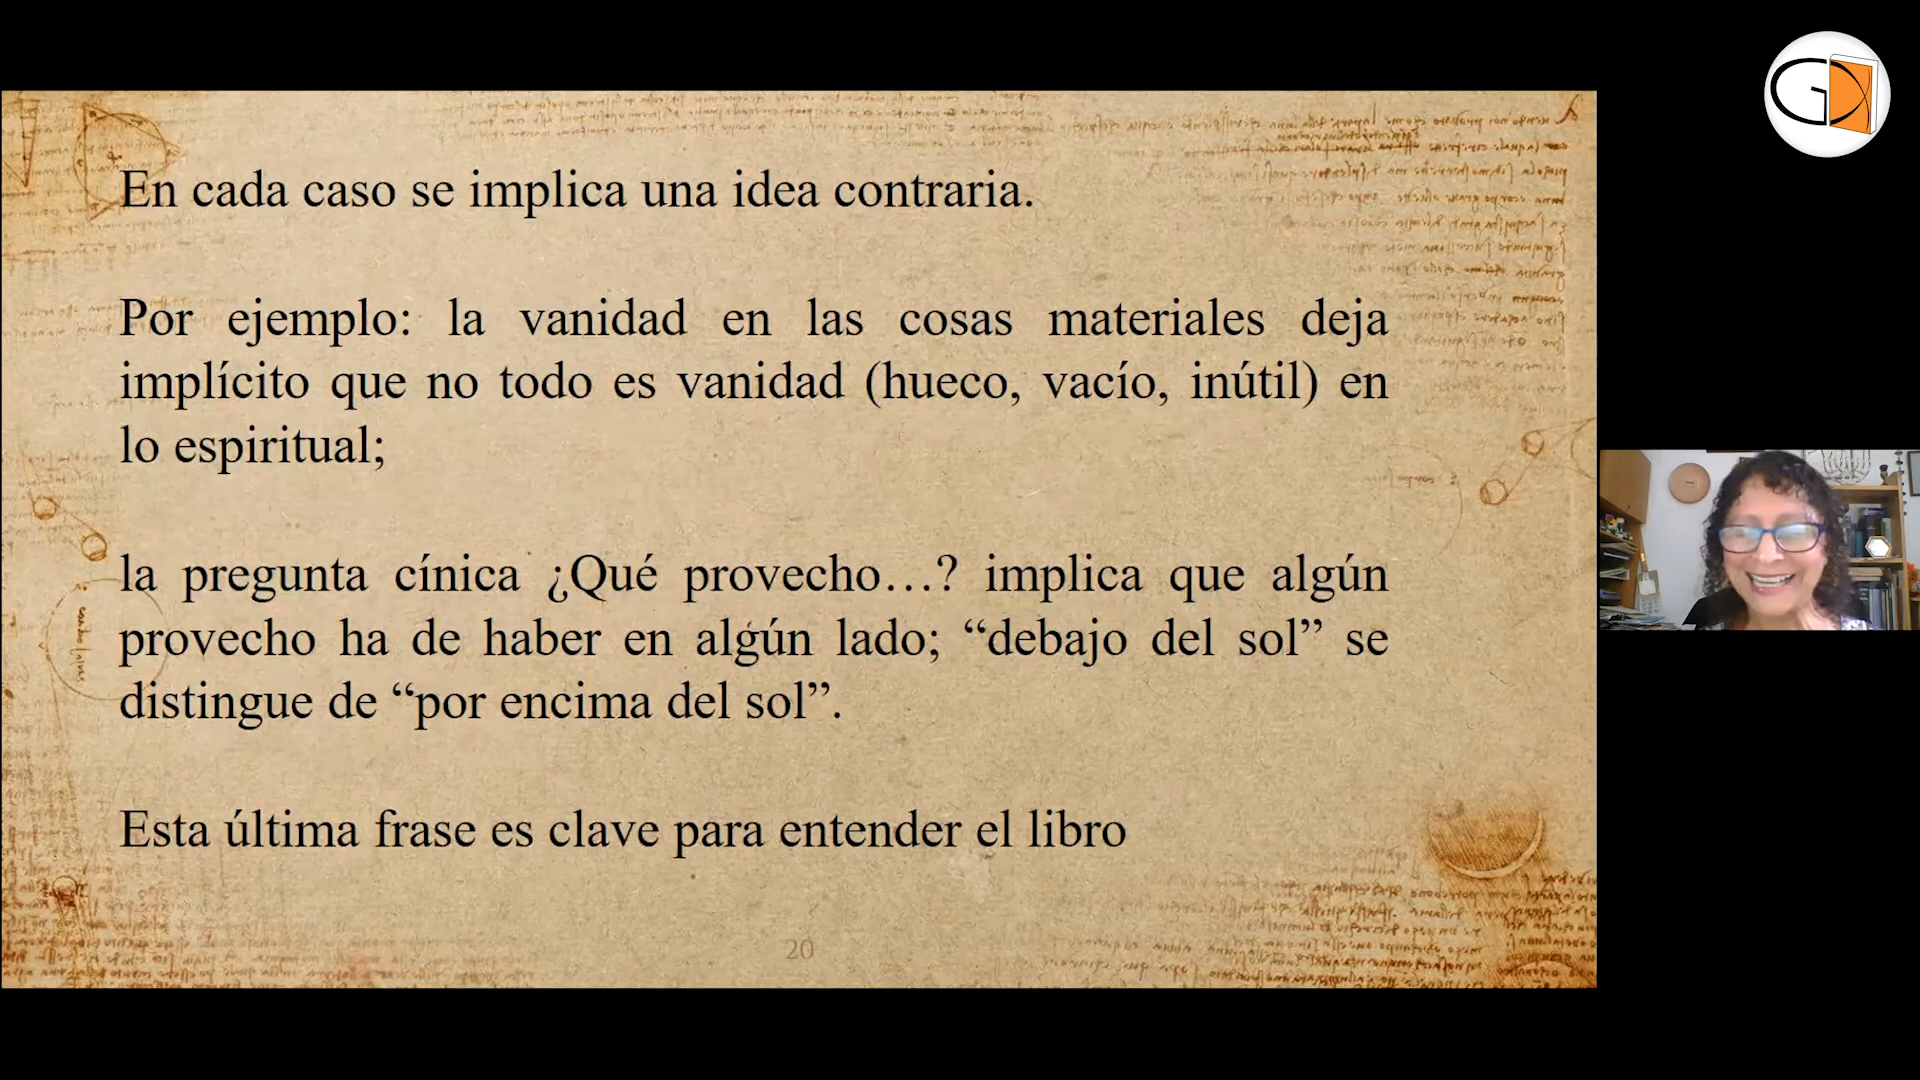 En cada caso se implica una idea contraria.
Por ejemplo: la vanidad en las cosas materiales deja
implícito que no todo es vanidad (hueco, vacío, inútil) en
lo espiritual;
la pregunta cínica ¿Qué provecho…? implica que algún
provecho ha de haber en algún lado; “debajo del sol” se
distingue de “por encima del sol”.
Esta última frase es clave para entender el libro
20